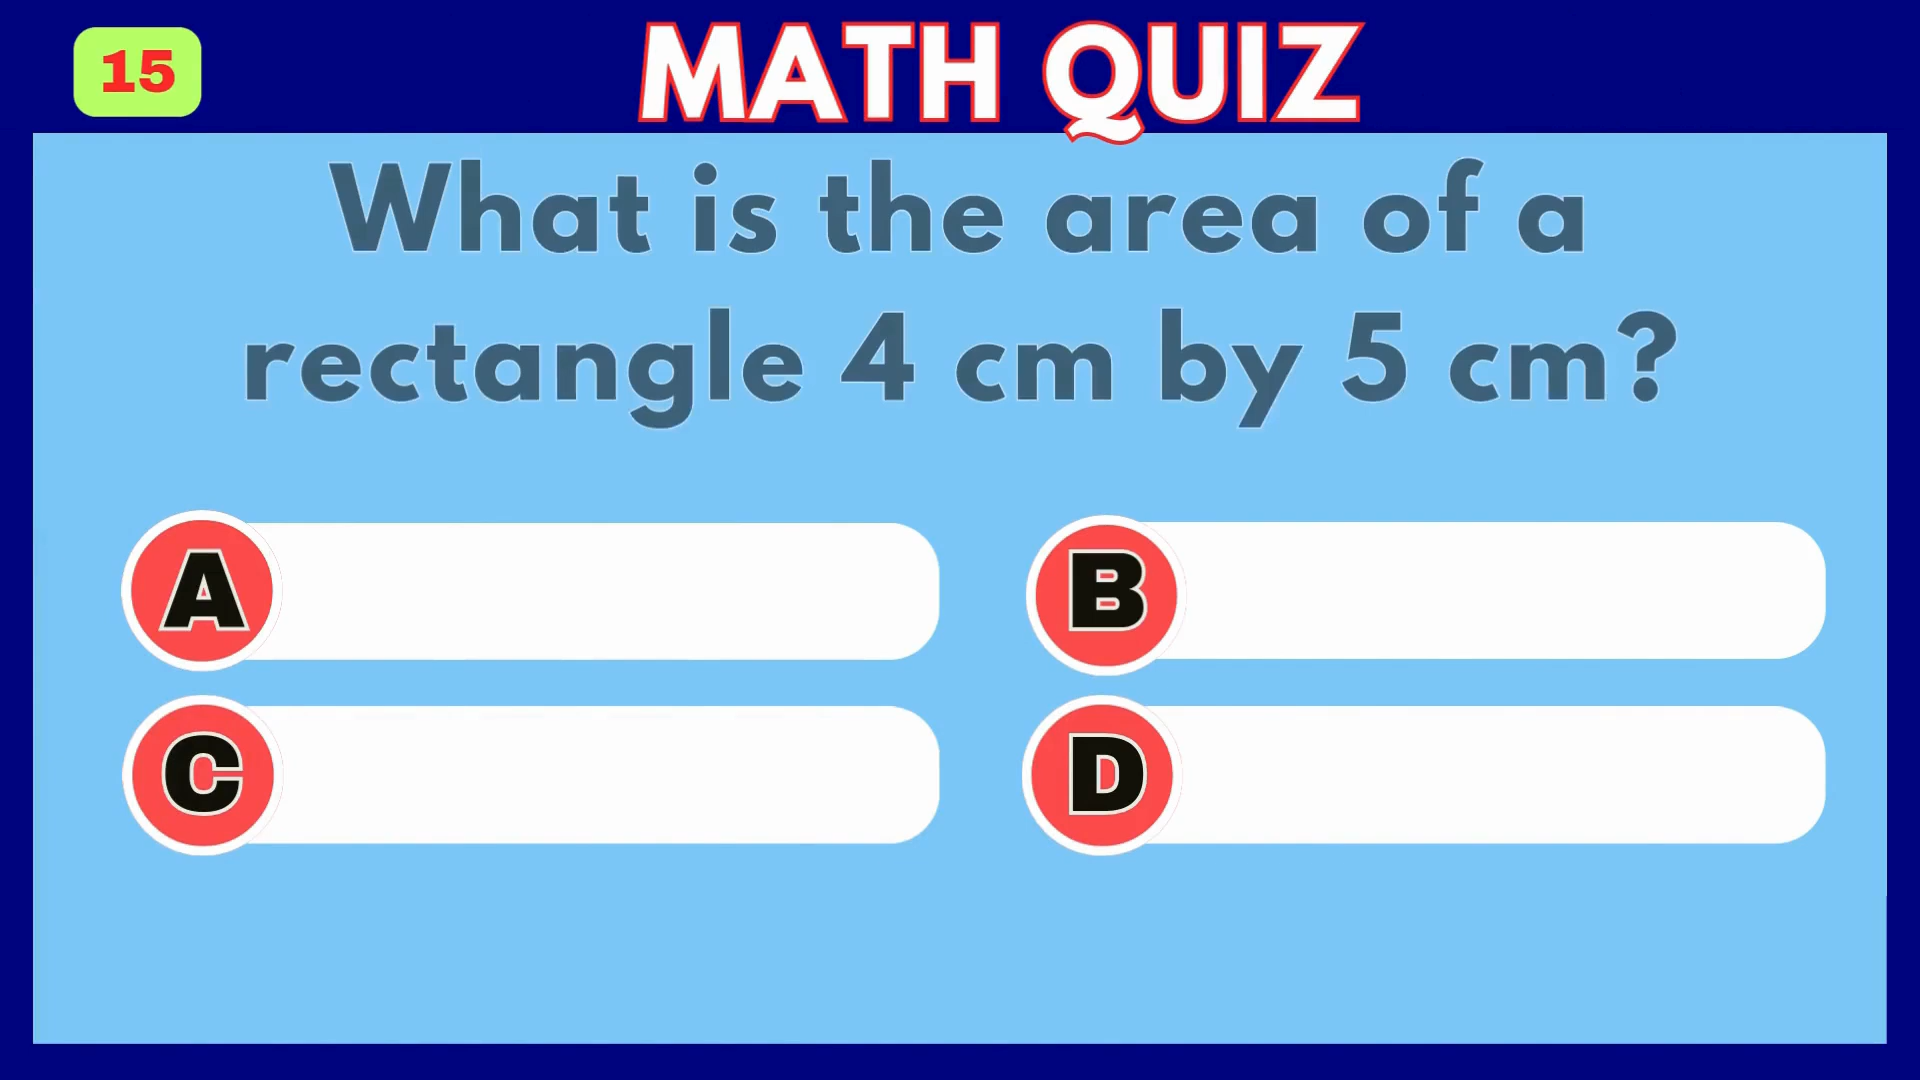 15
MATH QUIZ
What is the area of a
rectangle 4 cm by 5 cm?
A
B
C
D